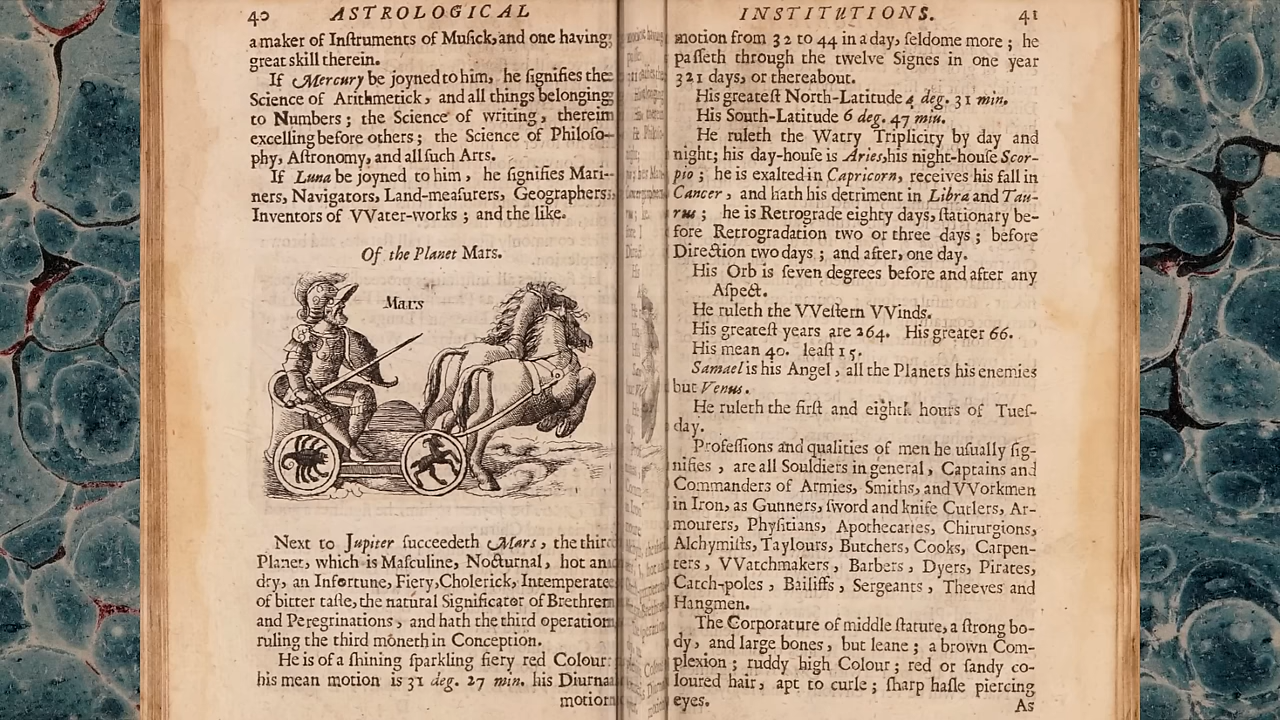 40 ASTROLOGICAL
a maker of Inſtruments of Muſick, and one having
great skill therein.
If Mercury be joyned to him, he ſignifies the
Science of Arithmetick, and all things belonging
to Numbers; the Science of writing, therein
excelling before others; the Science of Philoſo-
phy, Aſtronomy, and all ſuch Arts.
If Luna be joyned to him, he ſignifies Mari-
ners, Navigators, Land-meaſurers, Geographers,
Inventors of VVater-works; and the like.
Of the Planet Mars.
Mars
Next to Jupiter ſucceedeth Mars, the third
Planet, which is Maſculine, Nocturnal, hot and
dry, an Infortune, Fiery, Cholerick, Intemperate
of bitter taſte, the natural Significator of Brethren
and Peregrinations, and hath the third operation
ruling the third moneth in Conception.
He is of a ſhining ſparkling fiery red Colour:
his mean motion is 31 deg. 27 min. his Diurna
motion
INSTITUTIONS. 41
motion from 32 to 44 in a day, ſeldome more; he
paſſeth through the twelve Signes in one year
321 days, or thereabout.
His greateſt North-Latitude 4 deg. 31 min.
His South-Latitude 6 deg. 47 min.
He ruleth the Watry Triplicity by day and
night; his day-houſe is Aries, his night-houſe Scor-
pio; he is exalted in Capricorn, receives his fall in
Cancer, and hath his detriment in Libra and Tau-
rus; he is Retrograde eighty days, ſtationary be-
fore Retrogradation two or three days; before
Direction two days; and after, one day.
His Orb is ſeven degrees before and after any
Aſpect.
He ruleth the VVeſtern VVinds.
His greateſt years are 264. His greater 66.
His mean 40. leaſt 15.
Samael is his Angel, all the Planets his enemies
but Venus.
He ruleth the firſt and eighth hours of Tueſ-
day.
Profeſſions and qualities of men he uſually ſig-
nifies, are all Souldiers in general, Captains and
Commanders of Armies, Smiths, and VVorkmen
in Iron, as Gunners, ſword and knife Cutlers, Ar-
mourers, Phyſitians, Apothecaries, Chirurgions,
Alchymiſts, Taylours, Butchers, Cooks, Carpen-
ters, VVatchmakers, Barbers, Dyers, Pirates,
Catch-poles, Bailiffs, Sergeants, Theeves and
Hangmen.
The Corporature of middle ſtature, a ſtrong bo-
dy, and large bones, but leane; a brown Com-
plexion; ruddy high Colour; red or ſandy co-
loured hair, apt to curle; ſharp haſle piercing
eyes.
As